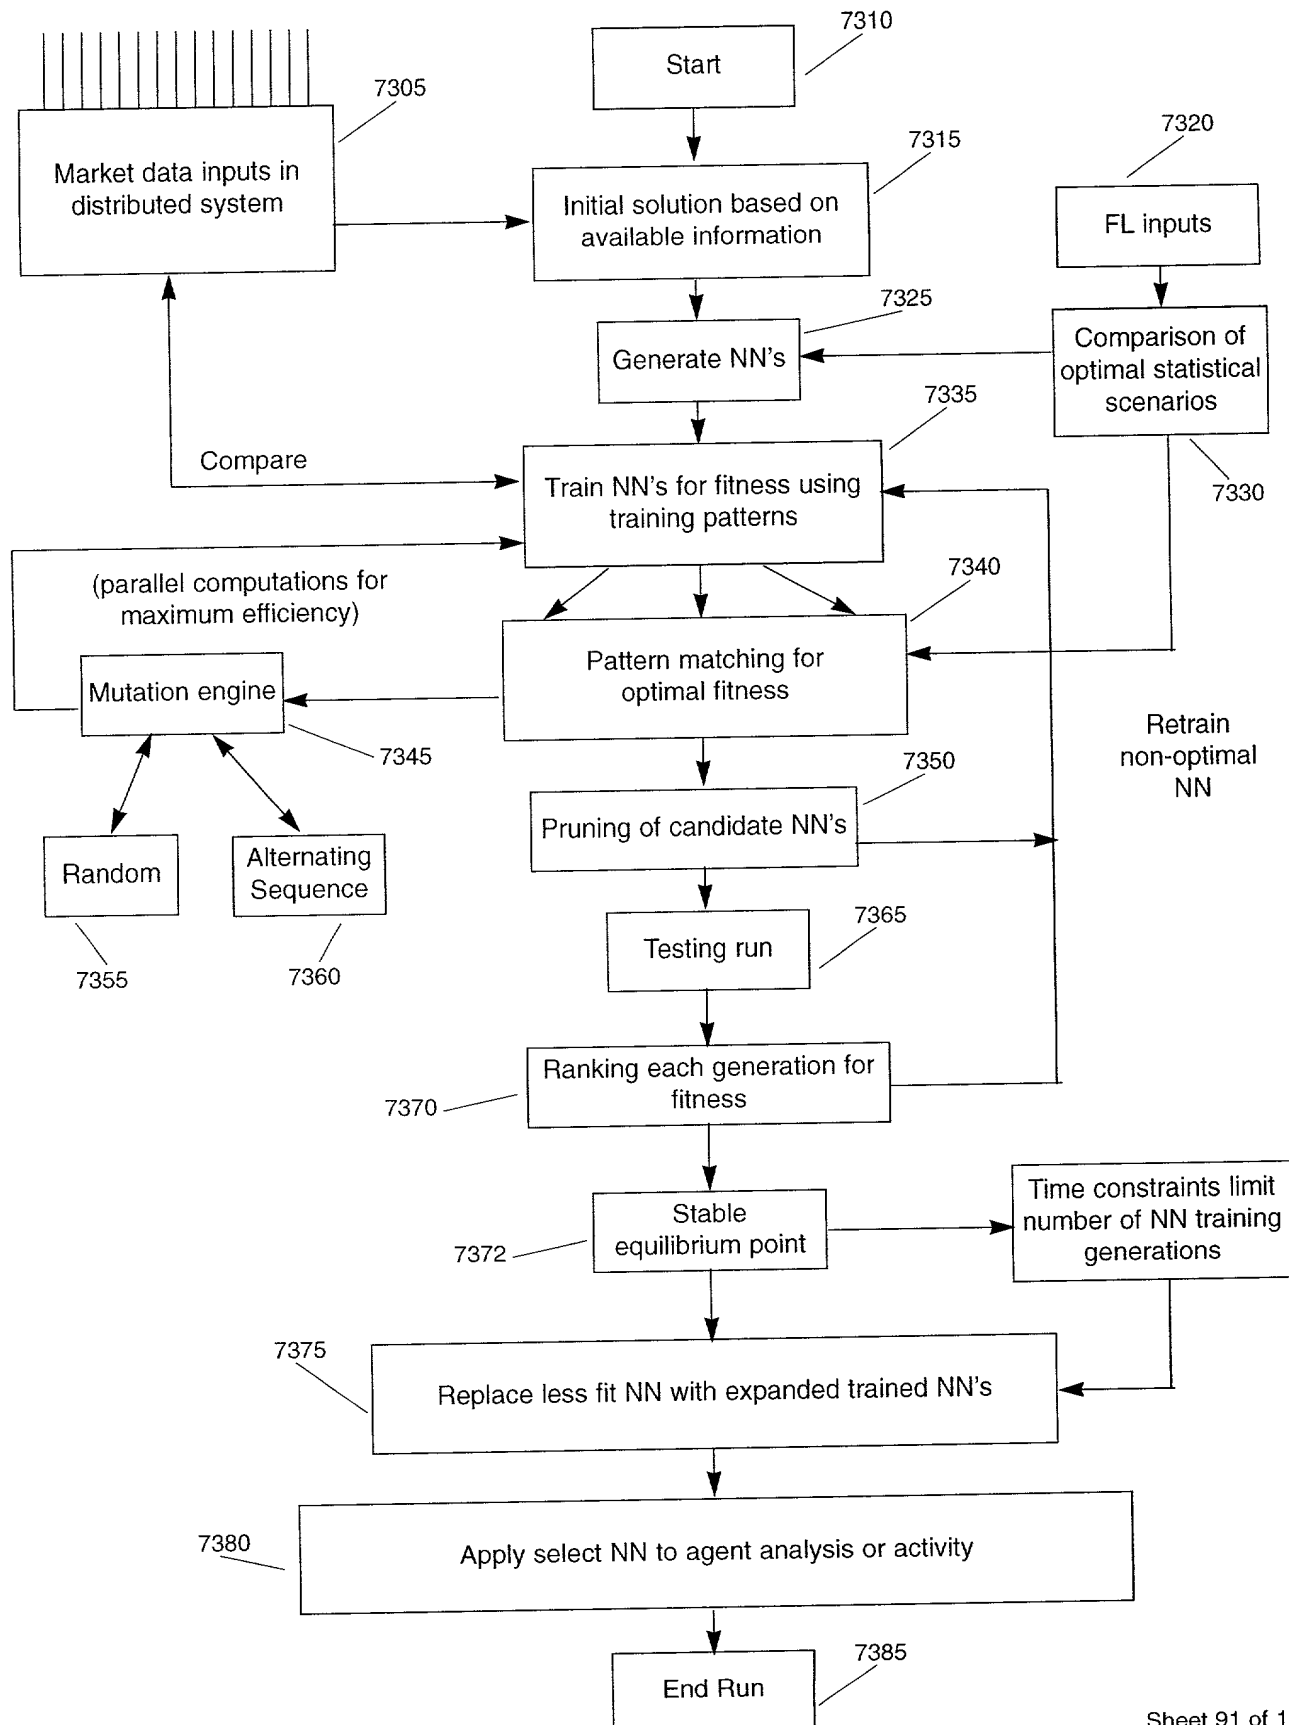 7310
Start
7305
Market data inputs in
distributed system
7315
Initial solution based on
available information
7320
FL inputs
7325
Generate NN's
Comparison of
optimal statistical
scenarios
7330
7335
Compare
Train NN's for fitness using
training patterns
(parallel computations for
maximum efficiency)
7340
Pattern matching for
optimal fitness
Mutation engine
7345
Retrain
non-optimal
NN
7350
Pruning of candidate NN's
Random
Alternating
Sequence
7355
7360
7365
Testing run
Ranking each generation for
fitness
7370
Stable
equilibrium point
7372
Time constraints limit
number of NN training
generations
7375
Replace less fit NN with expanded trained NN's
7380
Apply select NN to agent analysis or activity
7385
End Run
Sheet 91 of 1